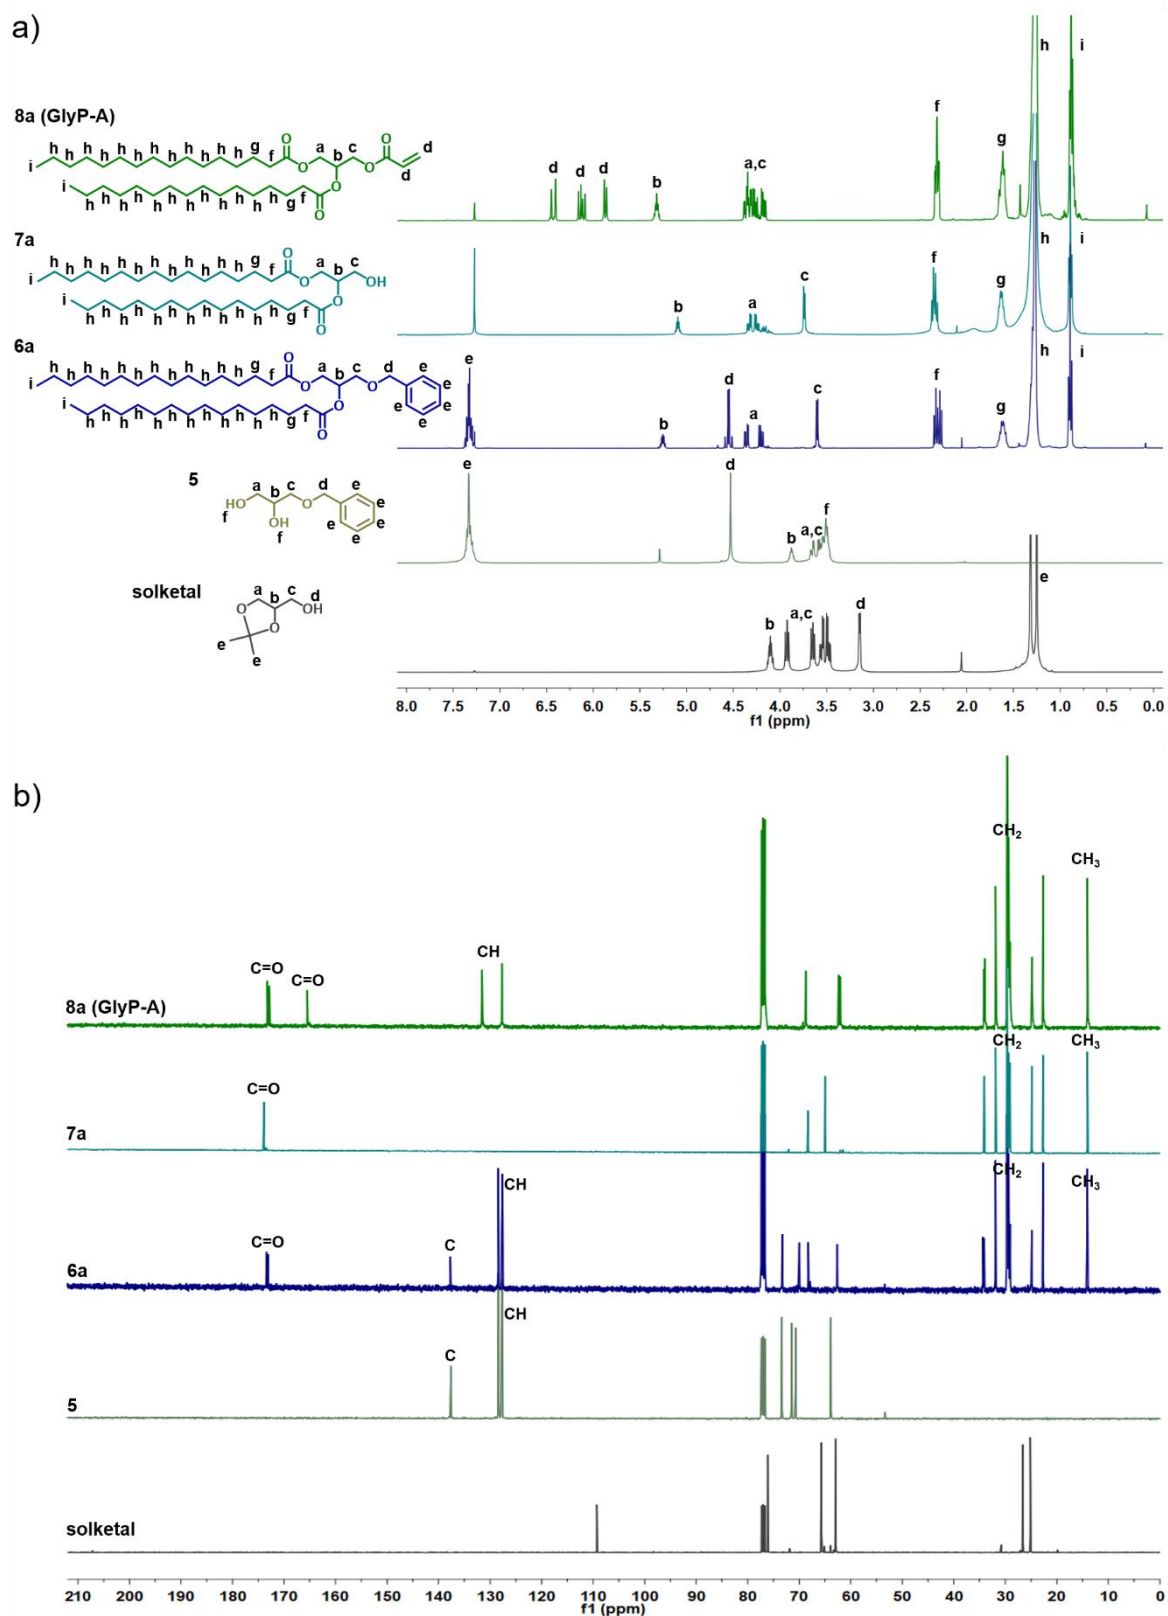 a)
h i
8a (GlyP-A)
f
h h h h h h g O a c O d
i h h h h h h f O b O d
i h h h h h h g O
h h h h h h f O
d d d b a,c g
7a
h i
h h h h h h g O a c
i h h h h h h f O b OH
i h h h h h h g O
h h h h h h f O
b a c f g
6a
h i
h h h h h h g O a c d e
i h h h h h h f O b O e e
i h h h h h h g O e e
h h h h h h f O
e b d a c f g
5
a c d e
HO b O e e
f OH e e
f
e d b a,c f
solketal
a c
O b OH d
O
e
e
b a,c d e
8.0 7.5 7.0 6.5 6.0 5.5 5.0 4.5 4.0 3.5 3.0 2.5 2.0 1.5 1.0 0.5 0.0
f1 (ppm)
b)
CH2
CH3
CH
C=O C=O
8a (GlyP-A)
CH2 CH3
C=O
7a
CH2 CH3
CH
C=O C
6a
CH
C
5
solketal
210 200 190 180 170 160 150 140 130 120 110 100 90 80 70 60 50 40 30 20 10 0
f1 (ppm)